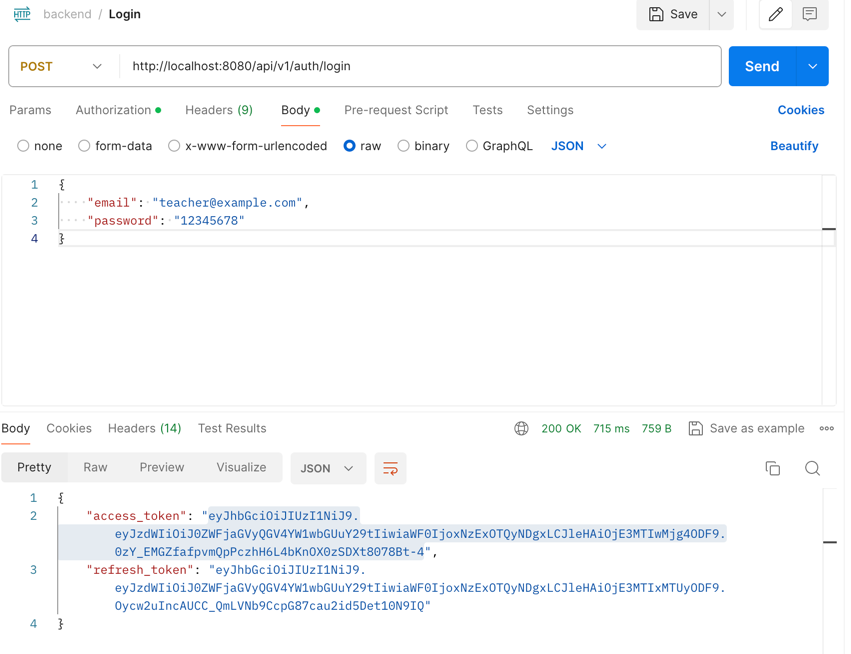 HTTP backend / Login Save
POST http://localhost:8080/api/v1/auth/login Send
Params Authorization Headers (9) Body Pre-request Script Tests Settings Cookies
none form-data x-www-form-urlencoded raw binary GraphQL JSON Beautify
1 {
2 "email": "teacher@example.com",
3 "password": "12345678"
4 }
Body Cookies Headers (14) Test Results 200 OK 715 ms 759 B Save as example
Pretty Raw Preview Visualize JSON
1 {
2 "access_token": "eyJhbGciOiJIUzI1NiJ9.
eyJzdWIiOiJ0ZWFjaGVyQGV4YW1wbGUuY29tIiwiaWF0IjoxNzExOTQyNDgxLCJleHAiOjE3MTIwMjg4ODF9.
0zY_EMGZfafpvmQpPczhH6L4bKnOX0zSDXt8078Bt-4",
3 "refresh_token": "eyJhbGciOiJIUzI1NiJ9.
eyJzdWIiOiJ0ZWFjaGVyQGV4YW1wbGUuY29tIiwiaWF0IjoxNzExOTQyNDgxLCJleHAiOjE3MTIxMTUyODF9.
Oycw2uIncAUCC_QmLVNb9CcpG87cau2id5Det10N9IQ"
4 }